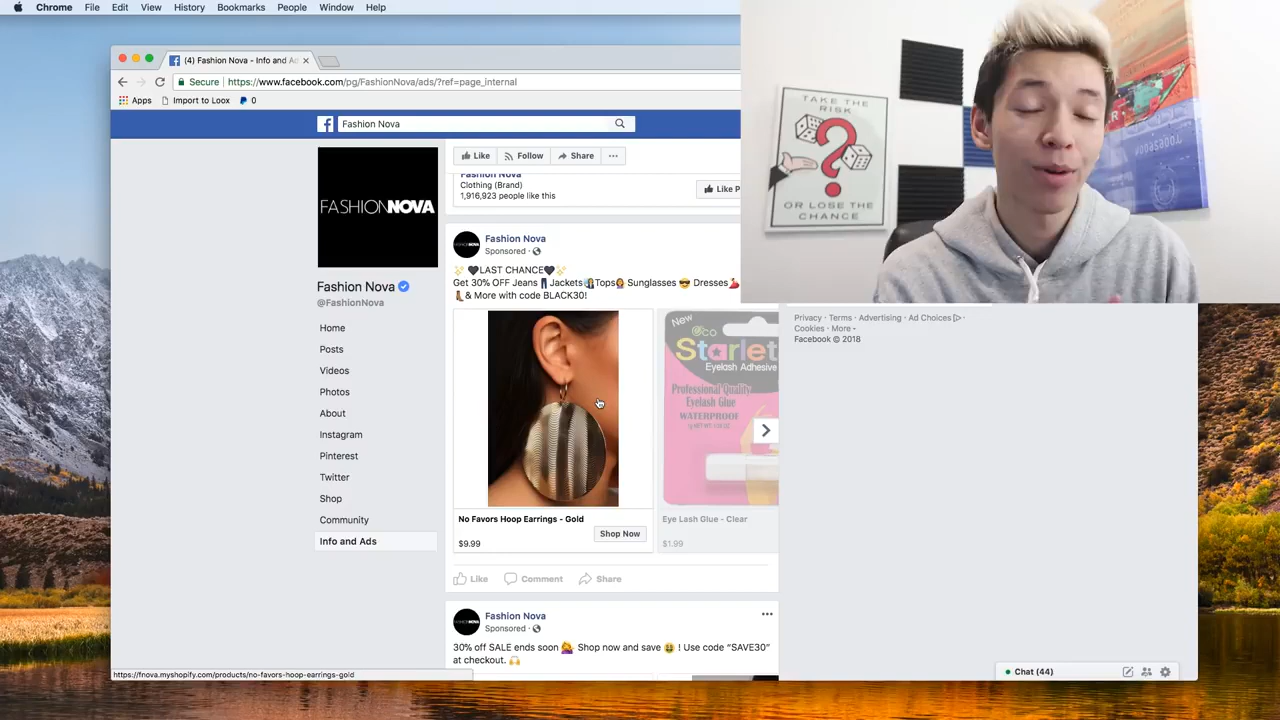 Chrome File Edit View History Bookmarks People Window Help
(4) Fashion Nova - Info and Ad
Secure https://www.facebook.com/pg/FashionNova/ads/?ref=page_internal
Apps Import to Loox 0
Fashion Nova
Like Follow Share ...
Fashion Nova
Clothing (Brand)
1,916,923 people like this
Like P
FASHIONNOVA
Fashion Nova
@FashionNova
Home
Posts
Videos
Photos
About
Instagram
Pinterest
Twitter
Shop
Community
Info and Ads
Fashion Nova
Sponsored ·
✨🖤LAST CHANCE🖤✨
Get 30% OFF Jeans👖Jackets Tops Sunglasses 😎 Dresses
👢& More with code BLACK30!
New
eco
Starlet
Eyelash Adhesive
Professional Quality
Eyelash Glue
WATERPROOF
No Favors Hoop Earrings - Gold
Shop Now
$9.99
Eye Lash Glue - Clear
$1.99
Like Comment Share
Fashion Nova
Sponsored ·
30% off SALE ends soon Shop now and save 🤑 ! Use code “SAVE30”
at checkout. 🙌
TAKE THE
RISK
?
OR LOSE THE
CHANCE
Privacy · Terms · Advertising · Ad Choices ·
Cookies · More
Facebook © 2018
Chat (44)
https://fnova.myshopify.com/products/no-favors-hoop-earrings-gold